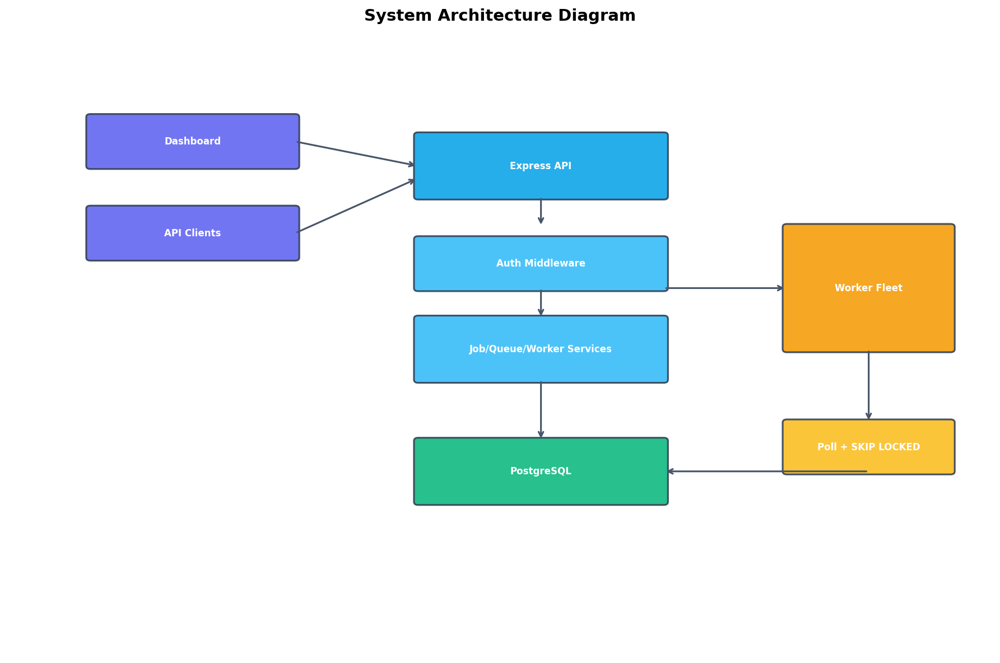 System Architecture Diagram
Dashboard
API Clients
Express API
Auth Middleware
Job/Queue/Worker Services
PostgreSQL
Worker Fleet
Poll + SKIP LOCKED